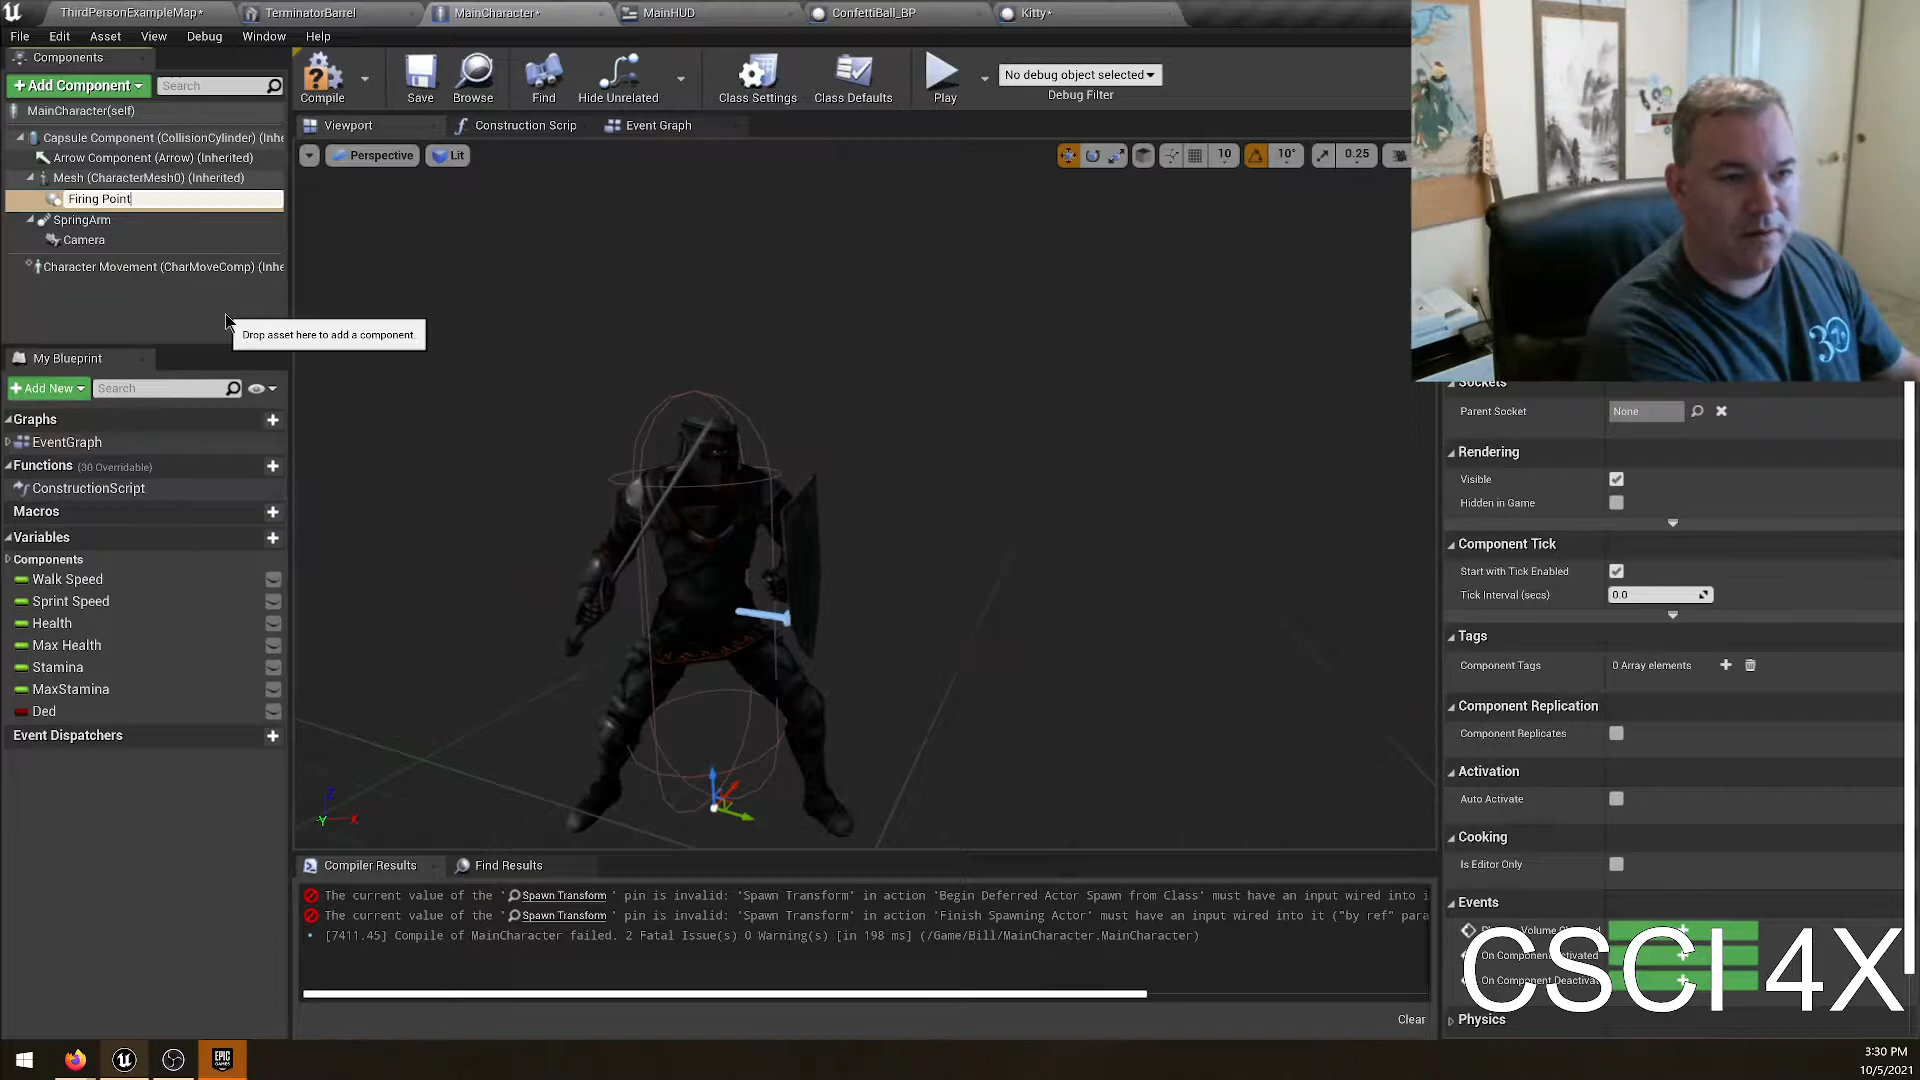 ThirdPersonExampleMap*
TerminatorBarrel
MainCharacter*
MainHUD
ConfettiBall_BP
Kitty*
File Edit Asset View Debug Window Help
Components
+ Add Component
Search
MainCharacter(self)
Capsule Component (CollisionCylinder) (Inhe
Arrow Component (Arrow) (Inherited)
Mesh (CharacterMesh0) (Inherited)
Firing Point
SpringArm
Camera
Character Movement (CharMoveComp) (Inhe
Drop asset here to add a component.
My Blueprint
+ Add New
Search
Graphs
EventGraph
Functions (30 Overridable)
ConstructionScript
Macros
Variables
Components
Walk Speed
Sprint Speed
Health
Max Health
Stamina
MaxStamina
Ded
Event Dispatchers
Compile
Save
Browse
Find
Hide Unrelated
Class Settings
Class Defaults
Play
No debug object selected
Debug Filter
Viewport
Construction Scrip
Event Graph
Perspective
Lit
10
10°
0.25
Z
Y
X
Compiler Results
Find Results
The current value of the ' Spawn Transform ' pin is invalid: 'Spawn Transform' in action 'Begin Deferred Actor Spawn from Class' must have an input wired into i
The current value of the ' Spawn Transform ' pin is invalid: 'Spawn Transform' in action 'Finish Spawning Actor' must have an input wired into it ("by ref" para
[7411.45] Compile of MainCharacter failed. 2 Fatal Issue(s) 0 Warning(s) [in 198 ms] (/Game/Bill/MainCharacter.MainCharacter)
Clear
Sockets
Parent Socket
None
Rendering
Visible
Hidden in Game
Component Tick
Start with Tick Enabled
Tick Interval (secs)
0.0
Tags
Component Tags
0 Array elements
Component Replication
Component Replicates
Activation
Auto Activate
Cooking
Is Editor Only
Events
Volume
On Component
On Component Deactiva
Physics
CSCI 4X
EPIC GAMES
3:30 PM
10/5/2021